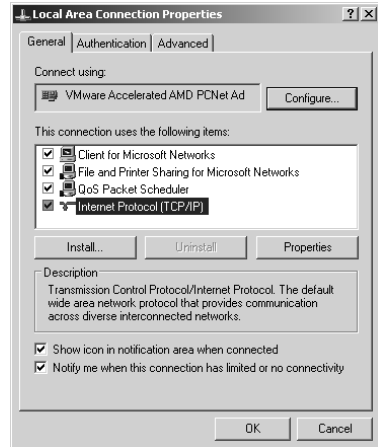 Local Area Connection Properties
General Authentication Advanced
Connect using:
VMware Accelerated AMD PCNet Ad Configure...
This connection uses the following items:
Client for Microsoft Networks
File and Printer Sharing for Microsoft Networks
QoS Packet Scheduler
Internet Protocol (TCP/IP)
Install... Uninstall Properties
Description
Transmission Control Protocol/Internet Protocol. The default
wide area network protocol that provides communication
across diverse interconnected networks.
Show icon in notification area when connected
Notify me when this connection has limited or no connectivity
OK Cancel